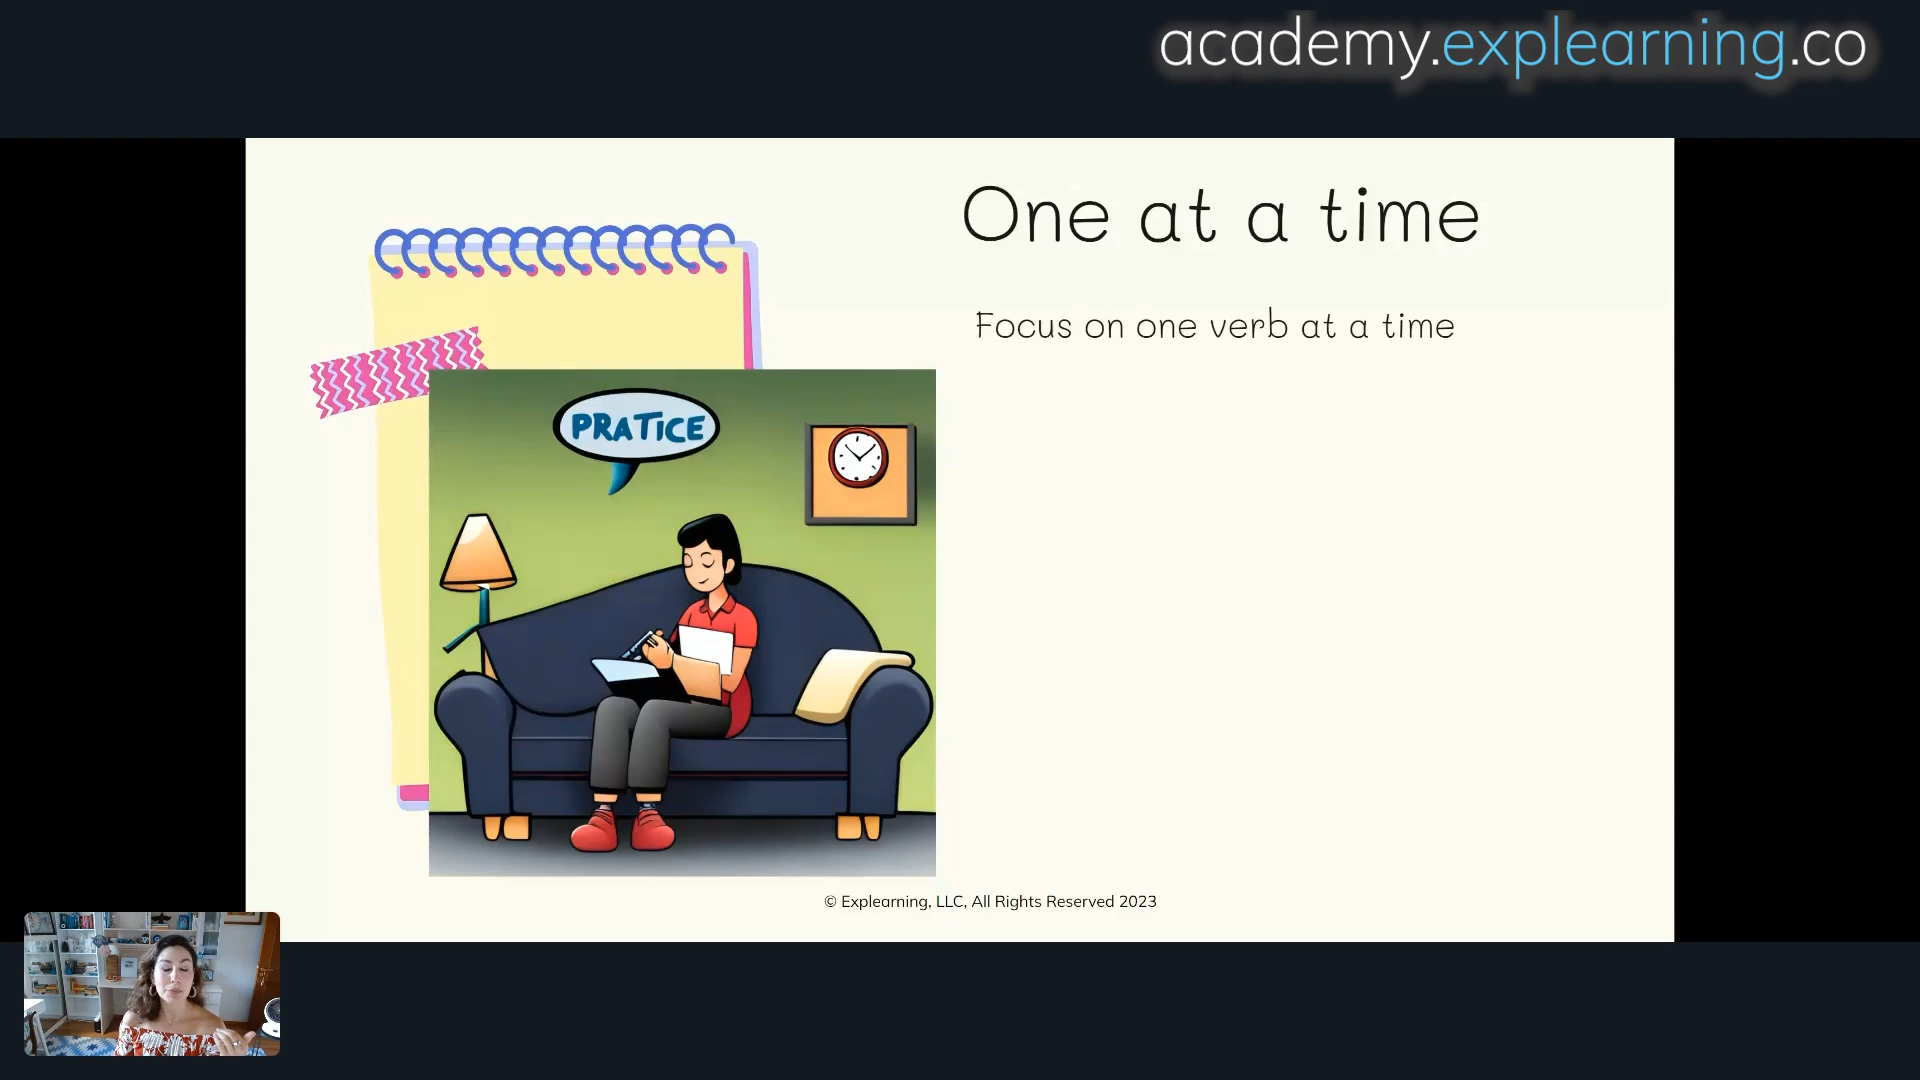 academy.explearning.co
One at a time
Focus on one verb at a time
PRATICE
© Explearning, LLC, All Rights Reserved 2023